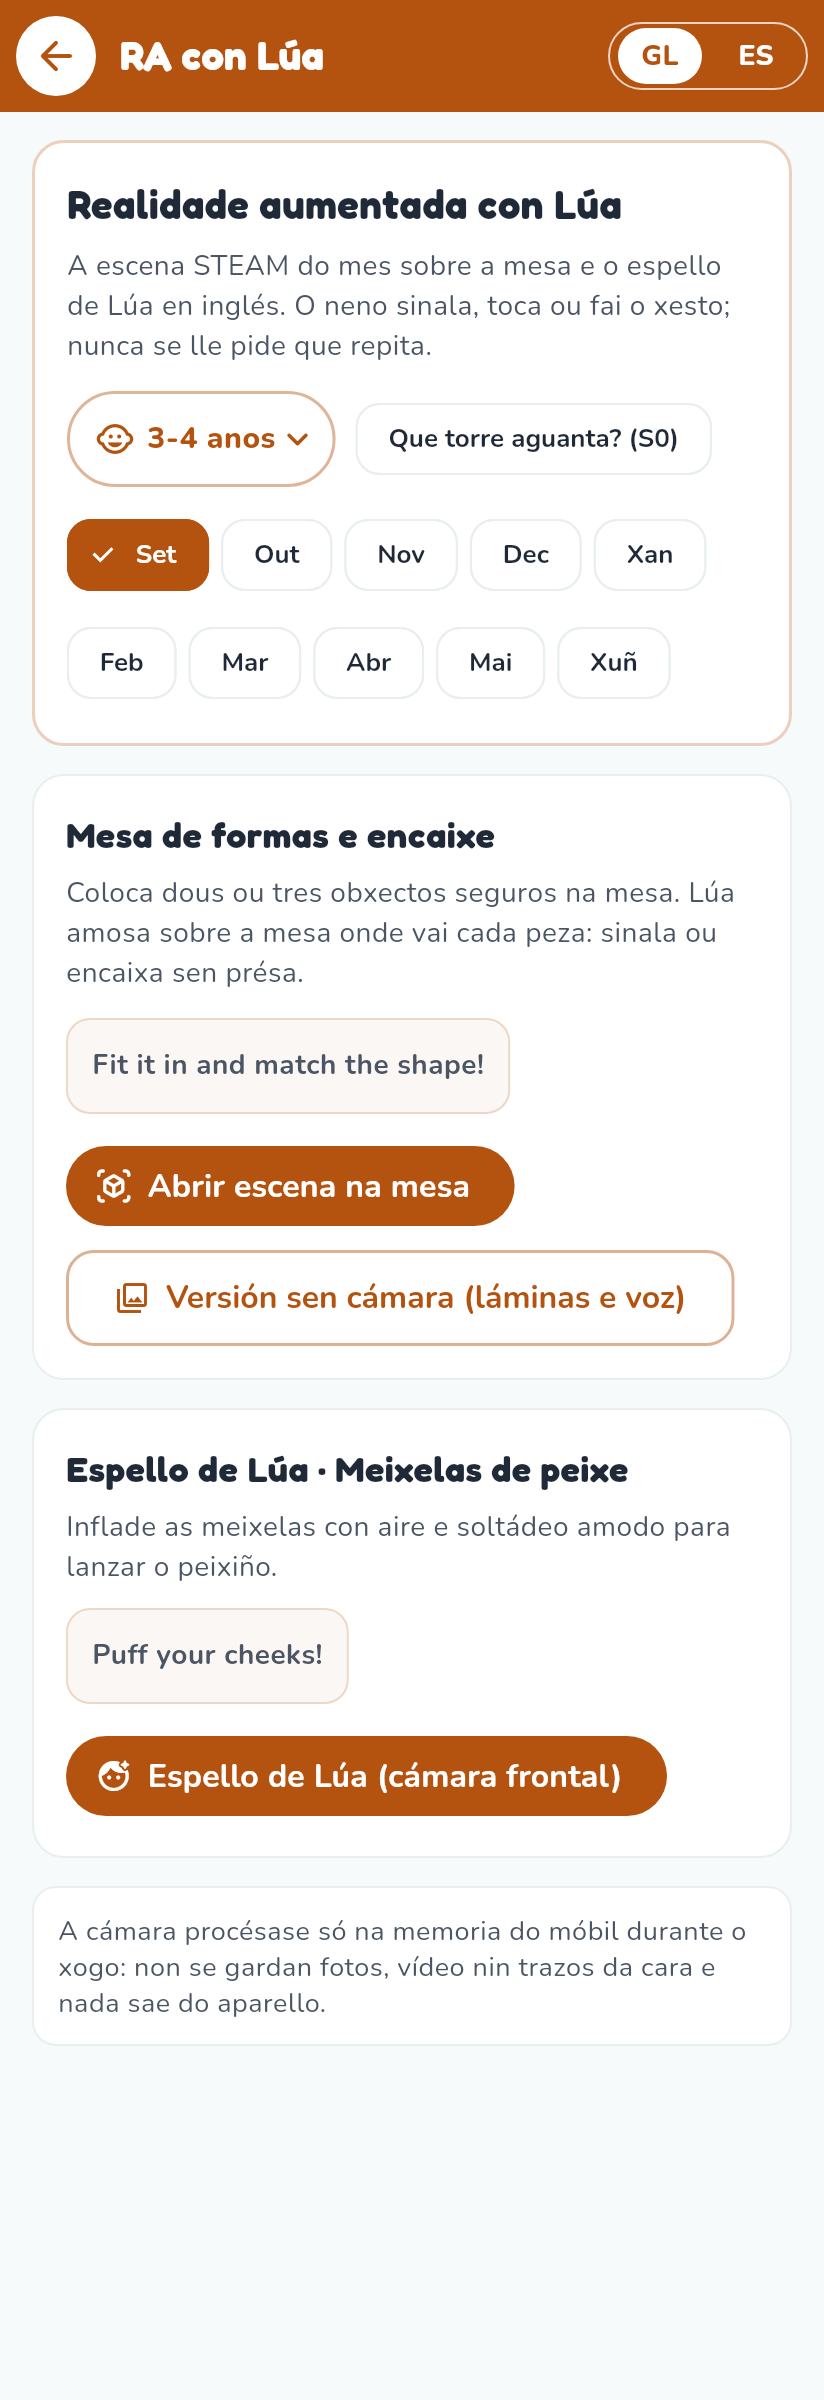 RA con Lúa
GL
ES
Realidade aumentada con Lúa
A escena STEAM do mes sobre a mesa e o espello
de Lúa en inglés. O neno sinala, toca ou fai o xesto;
nunca se lle pide que repita.
3-4 anos
Que torre aguanta? (S0)
Set
Out
Nov
Dec
Xan
Feb
Mar
Abr
Mai
Xuñ
Mesa de formas e encaixe
Coloca dous ou tres obxectos seguros na mesa. Lúa
amosa sobre a mesa onde vai cada peza: sinala ou
encaixa sen présa.
Fit it in and match the shape!
Abrir escena na mesa
Versión sen cámara (láminas e voz)
Espello de Lúa · Meixelas de peixe
Inflade as meixelas con aire e soltádeo amodo para
lanzar o peixiño.
Puff your cheeks!
Espello de Lúa (cámara frontal)
A cámara procésase só na memoria do móbil durante o
xogo: non se gardan fotos, vídeo nin trazos da cara e
nada sae do aparello.